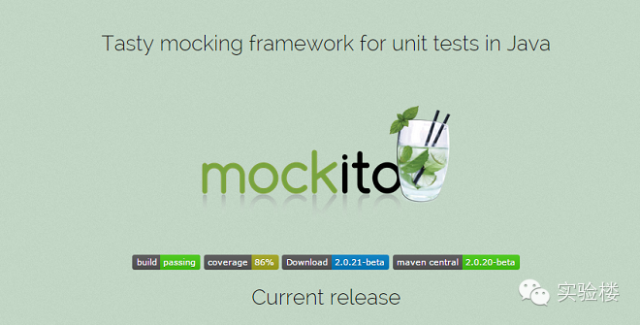 Tasty mocking framework for unit tests in Java
mockito
build passing coverage 86% Download 2.0.21-beta maven central 2.0.20-beta
Current release
实验楼